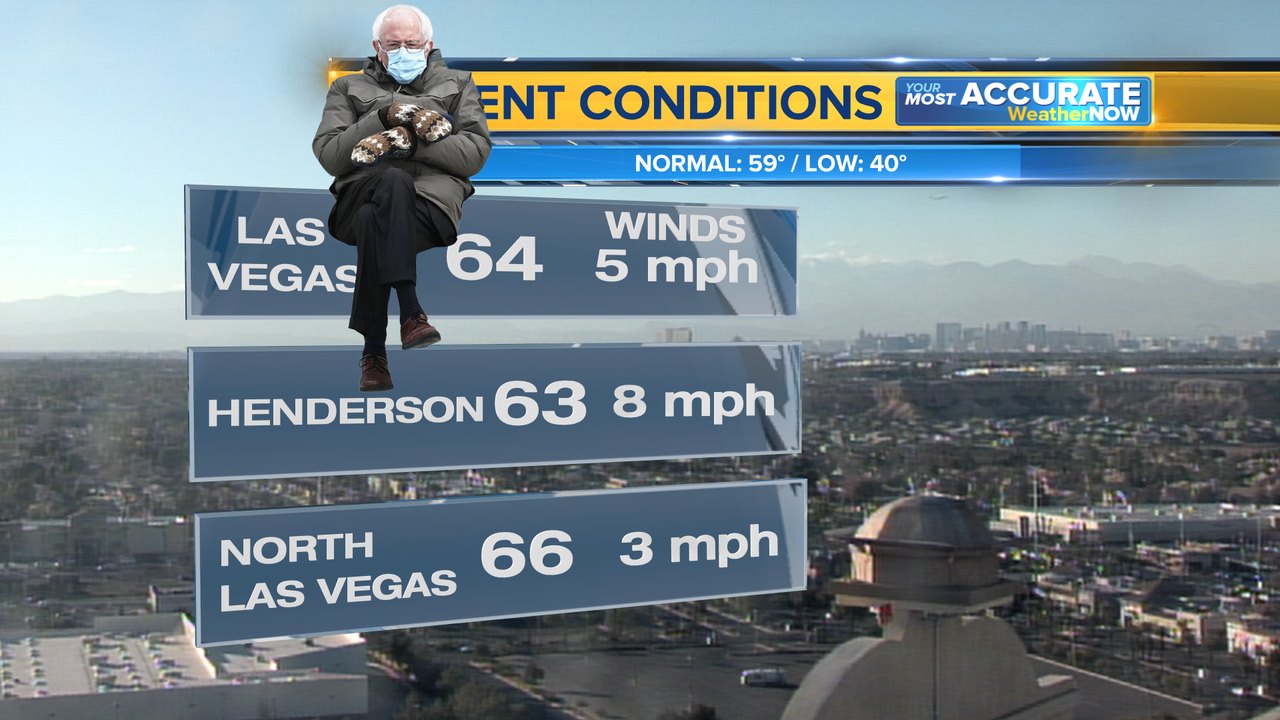 ENT CONDITIONS
YOUR
MOST ACCURATE
WeatherNOW
NORMAL: 59° / LOW: 40°
LAS
VEGAS
64
WINDS
5 mph
HENDERSON 63 8 mph
NORTH
LAS VEGAS
66
3 mph